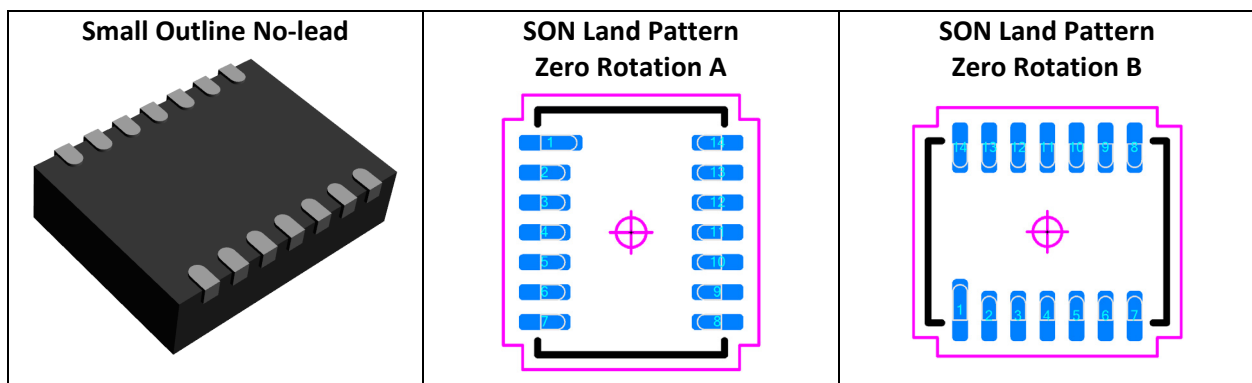 Small Outline No-lead
SON Land Pattern
Zero Rotation A
1
14
2
13
3
12
4
11
5
10
6
9
7
8
SON Land Pattern
Zero Rotation B
14 13 12 11 10 9 8
1 2 3 4 5 6 7